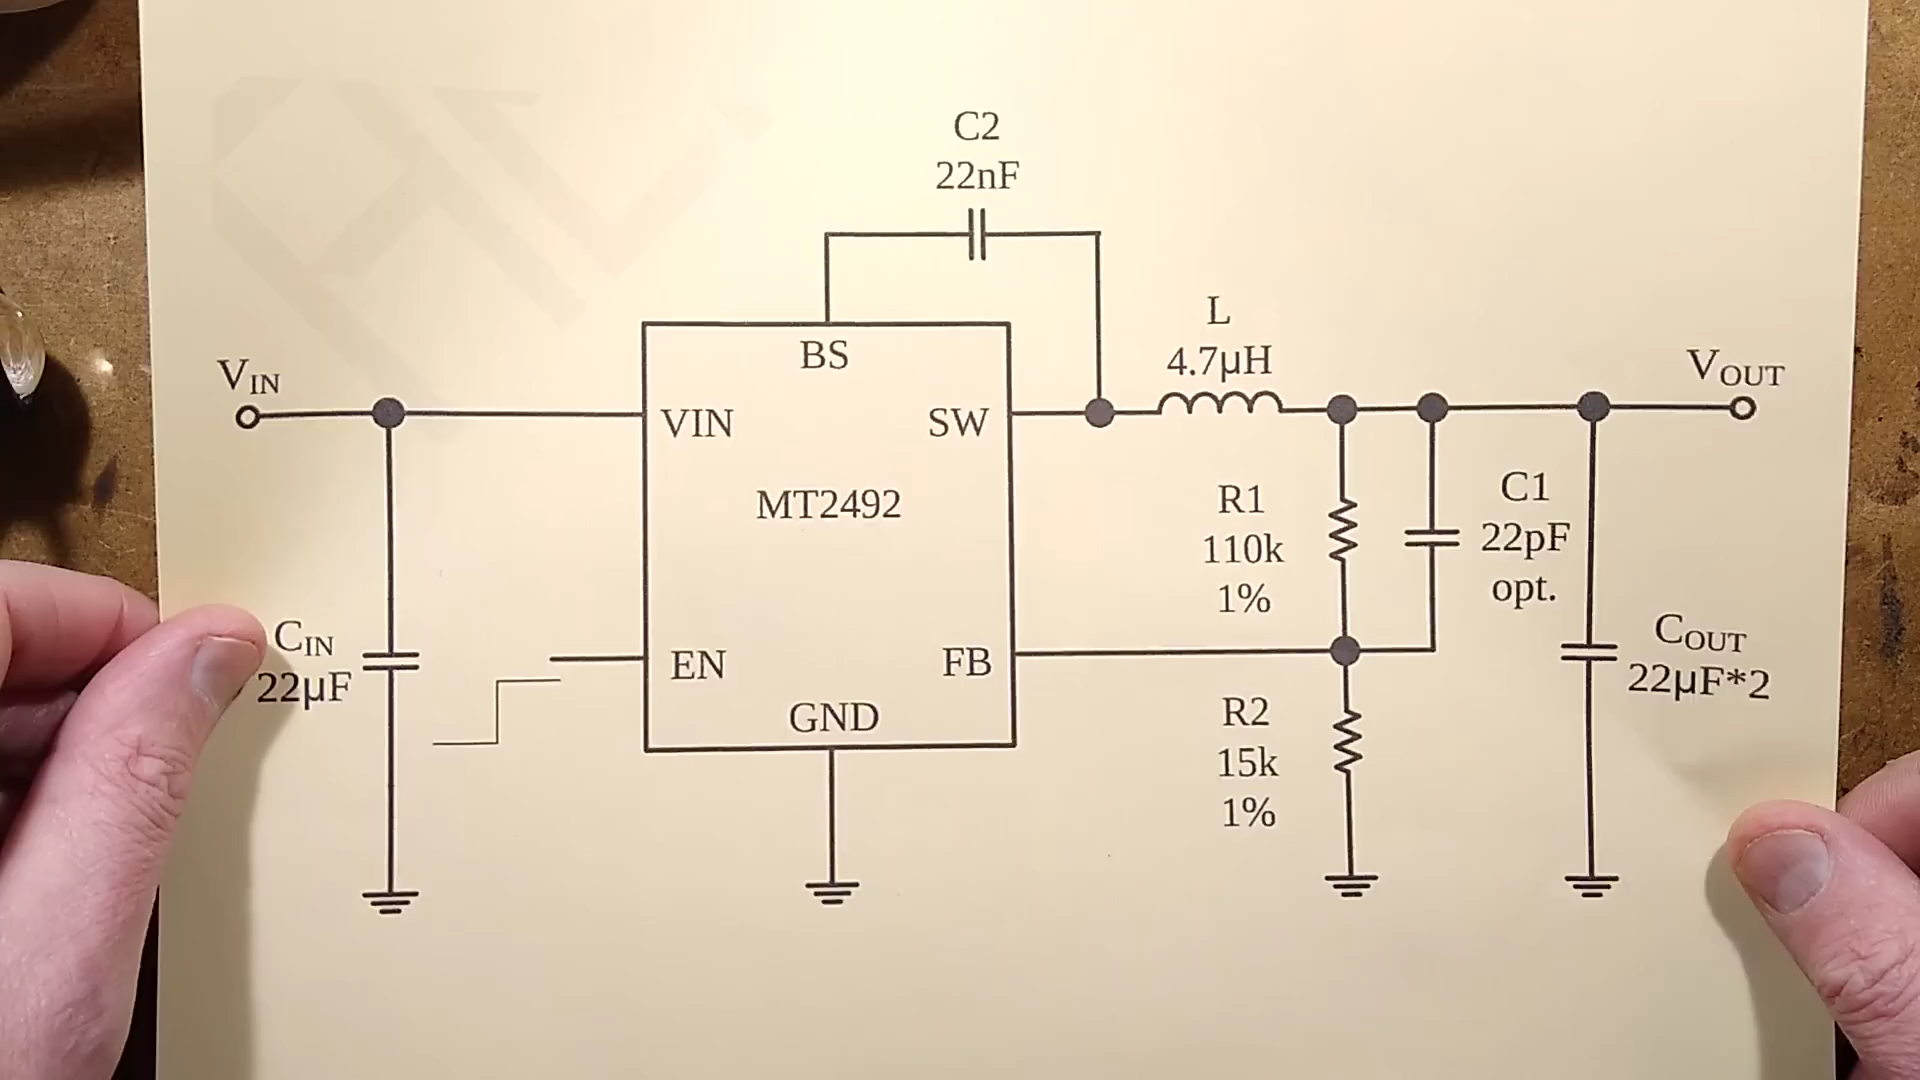 C2
22nF
L
4.7µH
VIN
VOUT
BS
VIN
SW
MT2492
R1
110k
1%
C1
22pF
opt.
CIN
22µF
EN
FB
COUT
22µF*2
GND
R2
15k
1%